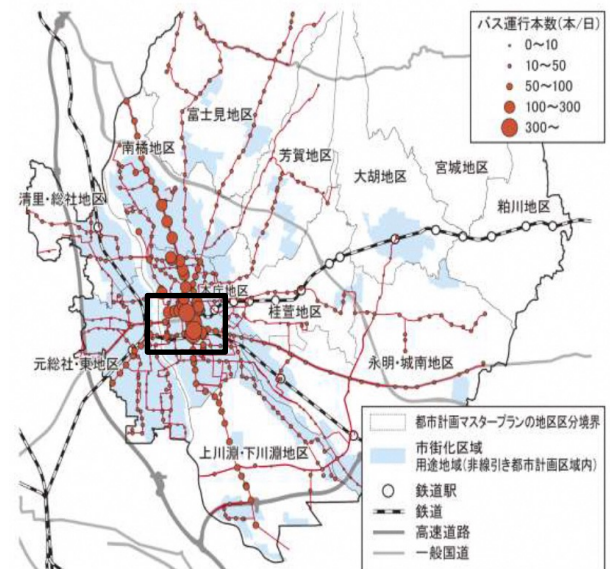 バス運行本数(本/日)
0～10
10～50
50～100
100～300
300～
富士見地区
南橘地区
芳賀地区
宮城地区
大胡地区
清里・総社地区
粕川地区
本庁地区
桂萱地区
元総社・東地区
永明・城南地区
上川淵・下川淵地区
都市計画マスタープランの地区区分境界
市街化区域
用途地域(非線引き都市計画区域内)
鉄道駅
鉄道
高速道路
一般国道